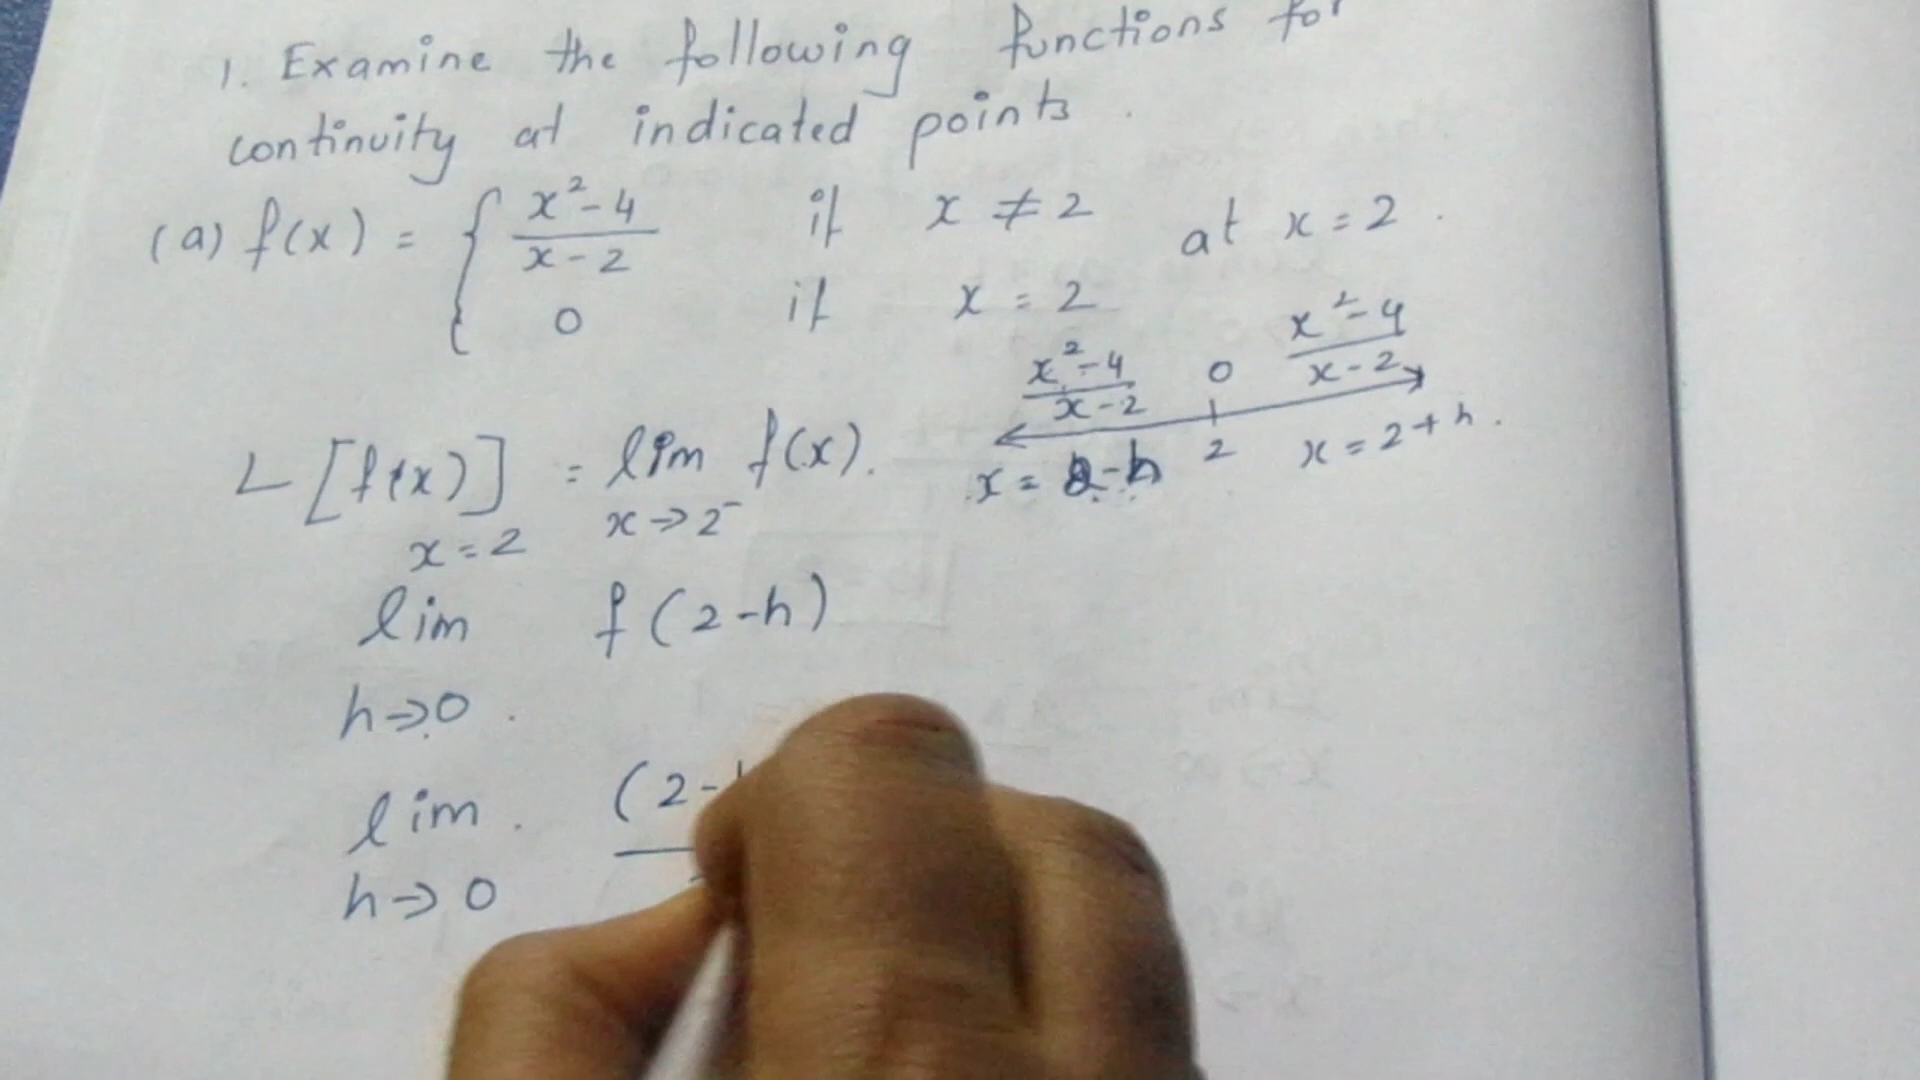 1. Examine the following functions for
continuity at indicated points.
(a) f(x) = { x²-4 / x-2 if x ≠ 2 at x = 2.
0 if x = 2
x²-4 / x-2 0 x²-4 / x-2
x = 2-h 2 x = 2+h.
L [f(x)] = lim f(x).
x = 2 x→2⁻
lim f(2-h)
h→0.
lim. (2-
h→0